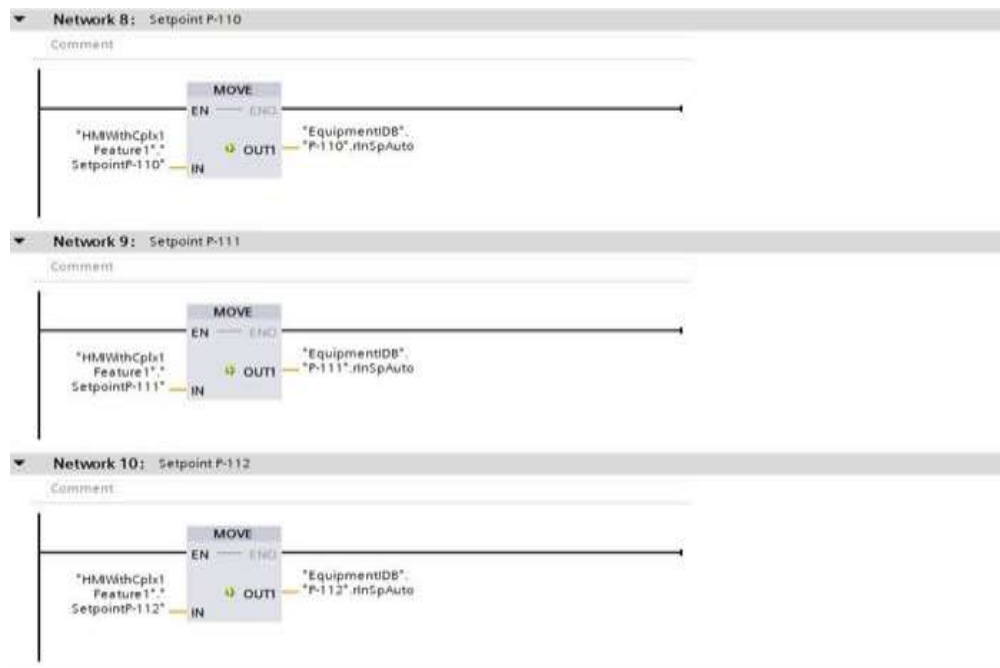 Network 8: Setpoint P-110
Comment
MOVE
EN ENO
"HMIWithCplx1
Feature1"."
SetpointP-110"
IN
OUT1
"EquipmentIDB".
"P-110".rInSpAuto
Network 9: Setpoint P-111
Comment
MOVE
EN ENO
"HMIWithCplx1
Feature1"."
SetpointP-111"
IN
OUT1
"EquipmentIDB".
"P-111".rInSpAuto
Network 10: Setpoint P-112
Comment
MOVE
EN ENO
"HMIWithCplx1
Feature1"."
SetpointP-112"
IN
OUT1
"EquipmentIDB".
"P-112".rInSpAuto